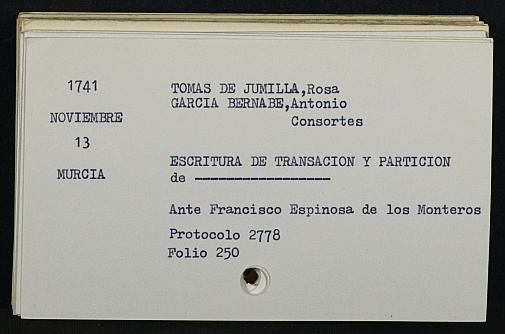 1741
NOVIEMBRE
13
MURCIA
TOMAS DE JUMILLA,Rosa
GARCIA BERNABE,Antonio
Consortes
ESCRITURA DE TRANSACION Y PARTICION
de -----------------
Ante Francisco Espinosa de los Monteros
Protocolo 2778
Folio 250